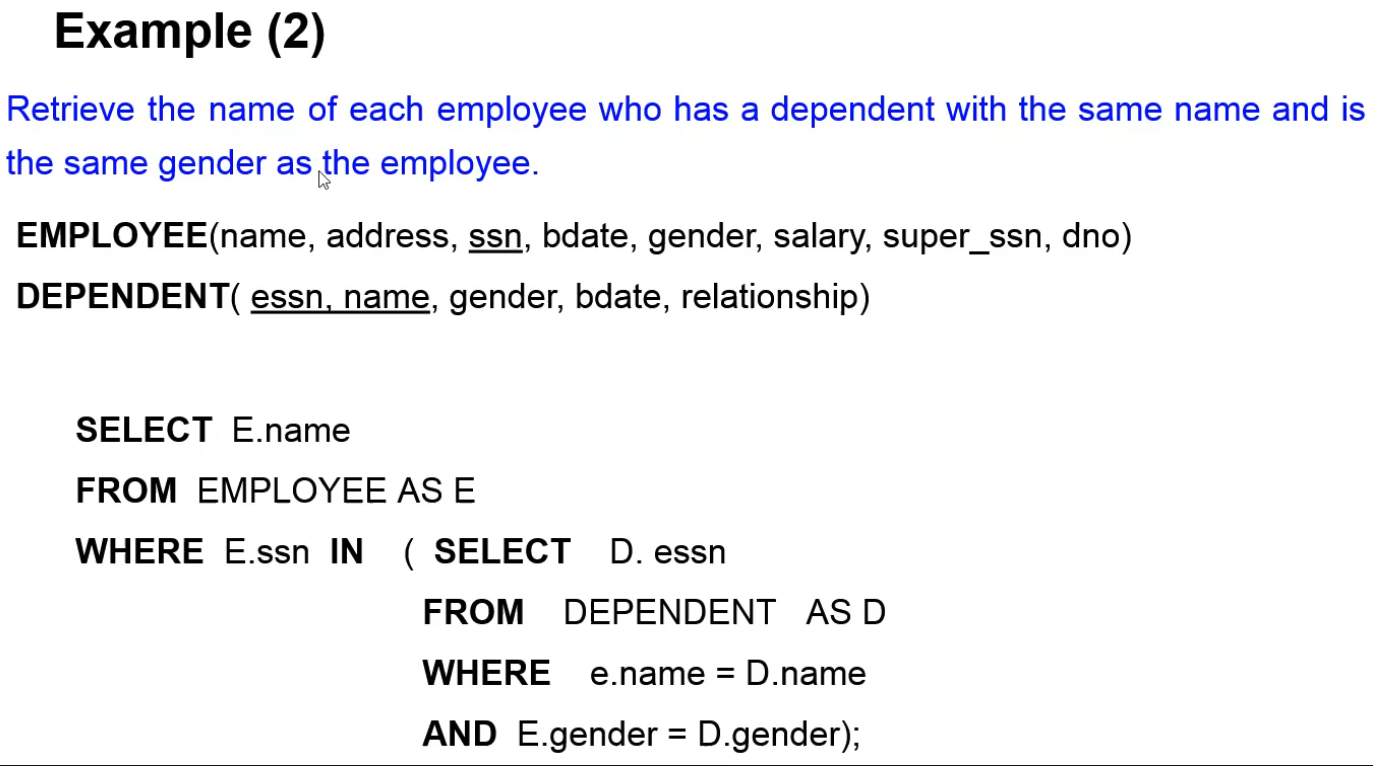 Example (2)
Retrieve the name of each employee who has a dependent with the same name and is
the same gender as the employee.
EMPLOYEE(name, address, ssn, bdate, gender, salary, super_ssn, dno)
DEPENDENT( essn, name, gender, bdate, relationship)
SELECT E.name
FROM EMPLOYEE AS E
WHERE E.ssn IN ( SELECT D. essn
FROM DEPENDENT AS D
WHERE e.name = D.name
AND E.gender = D.gender);